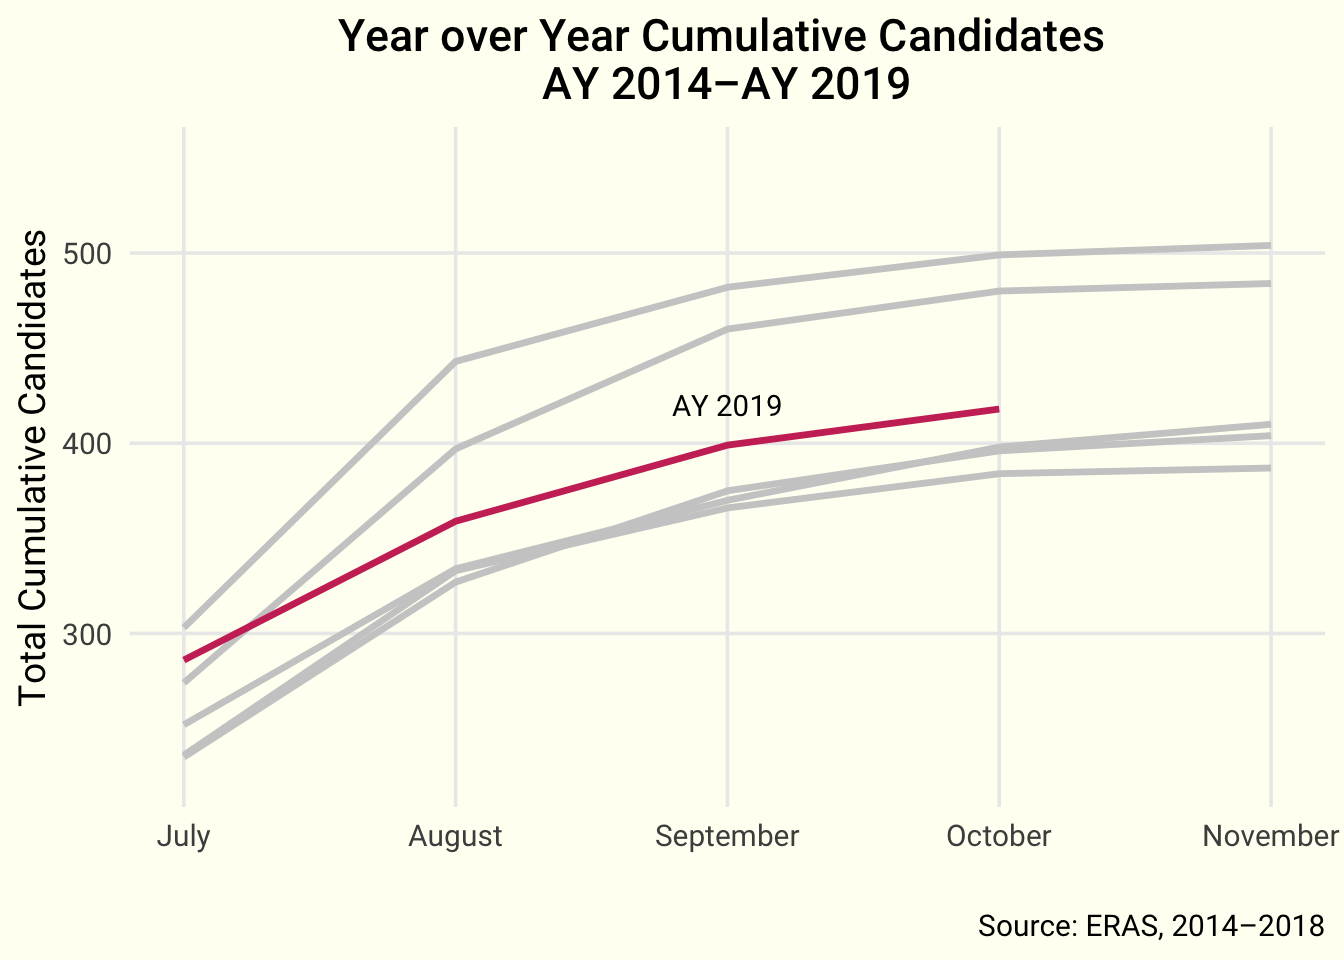 Year over Year Cumulative Candidates
AY 2014–AY 2019
Total Cumulative Candidates
500
400
300
AY 2019
July
August
September
October
November
Source: ERAS, 2014–2018